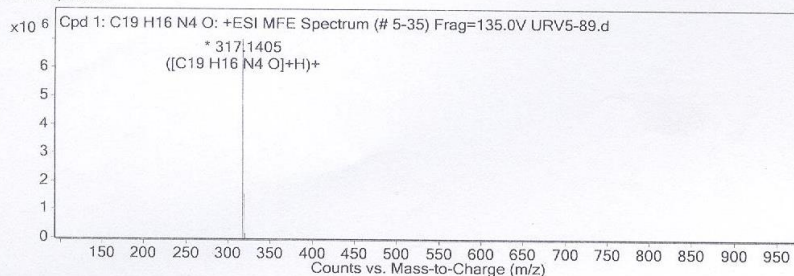 x10 6 Cpd 1: C19 H16 N4 O: +ESI MFE Spectrum (# 5-35) Frag=135.0V URV5-89.d
* 317.1405
([C19 H16 N4 O]+H)+
6
5
4
3
2
1
0
150 200 250 300 350 400 450 500 550 600 650 700 750 800 850 900 950
Counts vs. Mass-to-Charge (m/z)